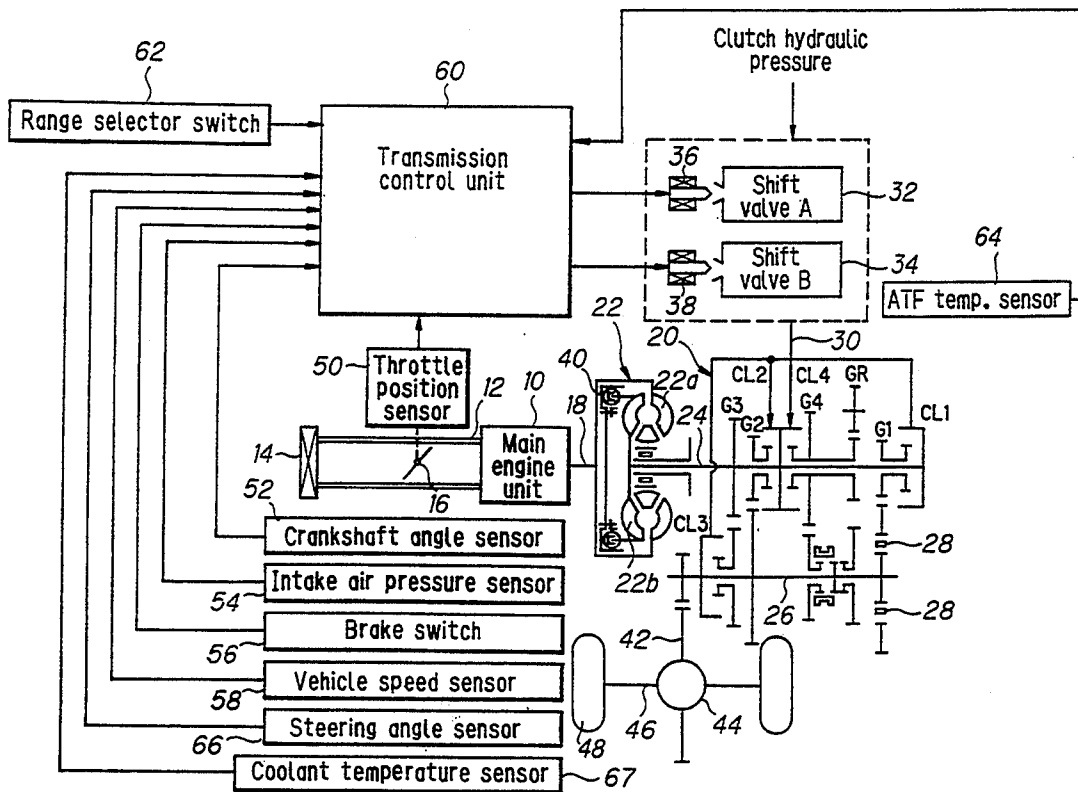 62
60
Clutch hydraulic
pressure
Range selector switch
Transmission
control unit
36
Shift
valve A
32
Shift
valve B
34
38
64
ATF temp. sensor
50
Throttle
position
sensor
12
10
14
16
Main
engine
unit
18
40
22
22a
22b
24
20
30
CL2
CL4
GR
G3
G2
G4
G1
CL1
CL3
28
28
26
52
Crankshaft angle sensor
Intake air pressure sensor
54
Brake switch
56
Vehicle speed sensor
58
Steering angle sensor
66
Coolant temperature sensor
67
42
44
46
48